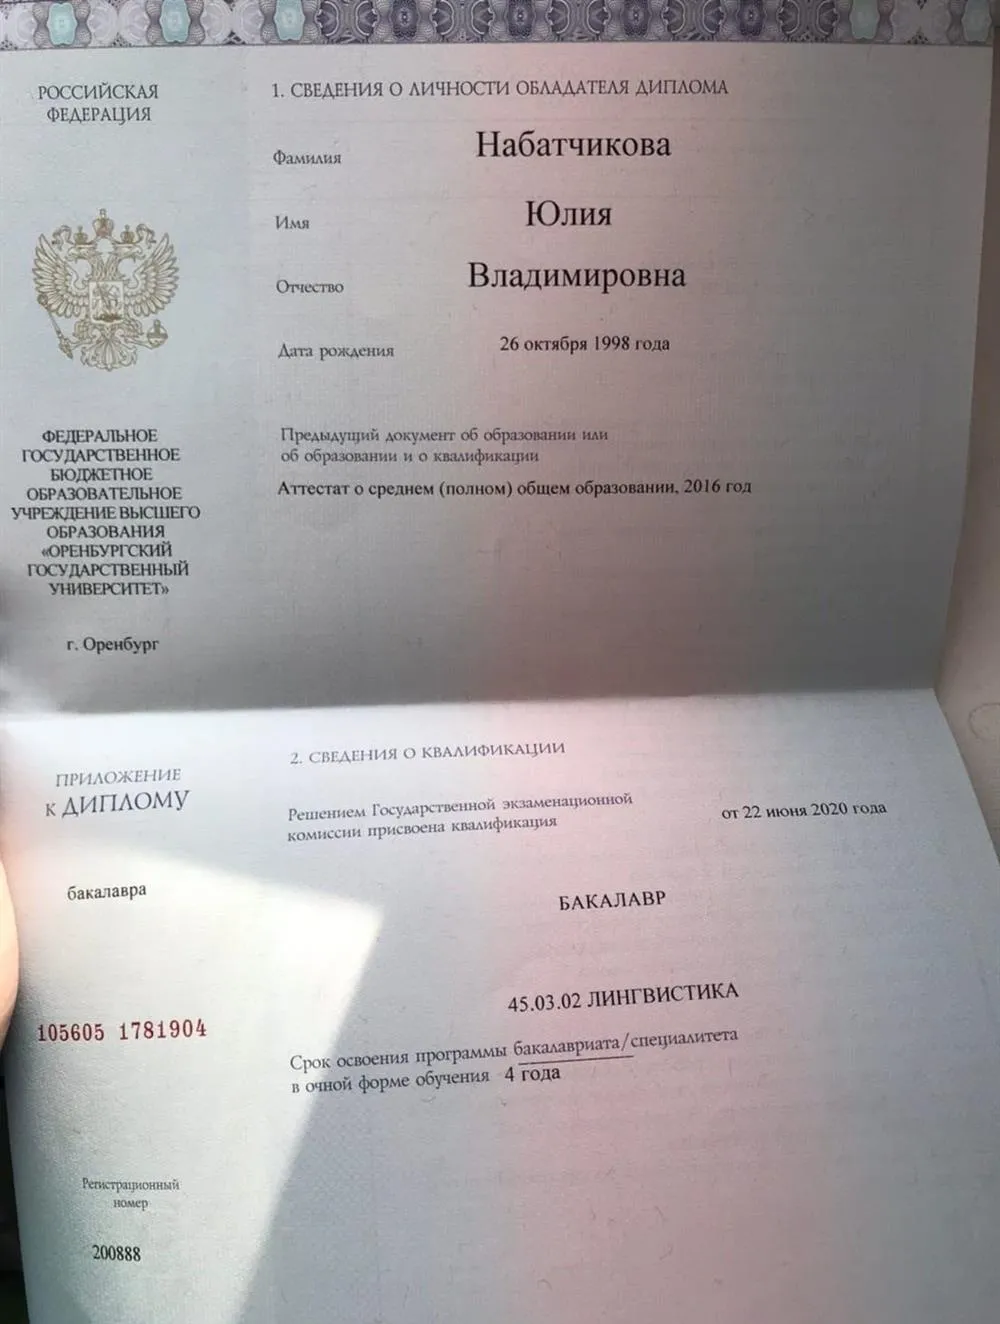 РОССИЙСКАЯ
ФЕДЕРАЦИЯ
ФЕДЕРАЛЬНОЕ
ГОСУДАРСТВЕННОЕ
БЮДЖЕТНОЕ
ОБРАЗОВАТЕЛЬНОЕ
УЧРЕЖДЕНИЕ ВЫСШЕГО
ОБРАЗОВАНИЯ
«ОРЕНБУРГСКИЙ
ГОСУДАРСТВЕННЫЙ
УНИВЕРСИТЕТ»
г. Оренбург
1. СВЕДЕНИЯ О ЛИЧНОСТИ ОБЛАДАТЕЛЯ ДИПЛОМА
Фамилия Набатчикова
Имя Юлия
Отчество Владимировна
Дата рождения 26 октября 1998 года
Предыдущий документ об образовании или
об образовании и о квалификации
Аттестат о среднем (полном) общем образовании, 2016 год
ПРИЛОЖЕНИЕ
к ДИПЛОМУ
бакалавра
105605 1781904
Регистрационный
номер
200888
2. СВЕДЕНИЯ О КВАЛИФИКАЦИИ
Решением Государственной экзаменационной
комиссии присвоена квалификация
от 22 июня 2020 года
БАКАЛАВР
45.03.02 ЛИНГВИСТИКА
Срок освоения программы бакалавриата/специалитета
в очной форме обучения 4 года